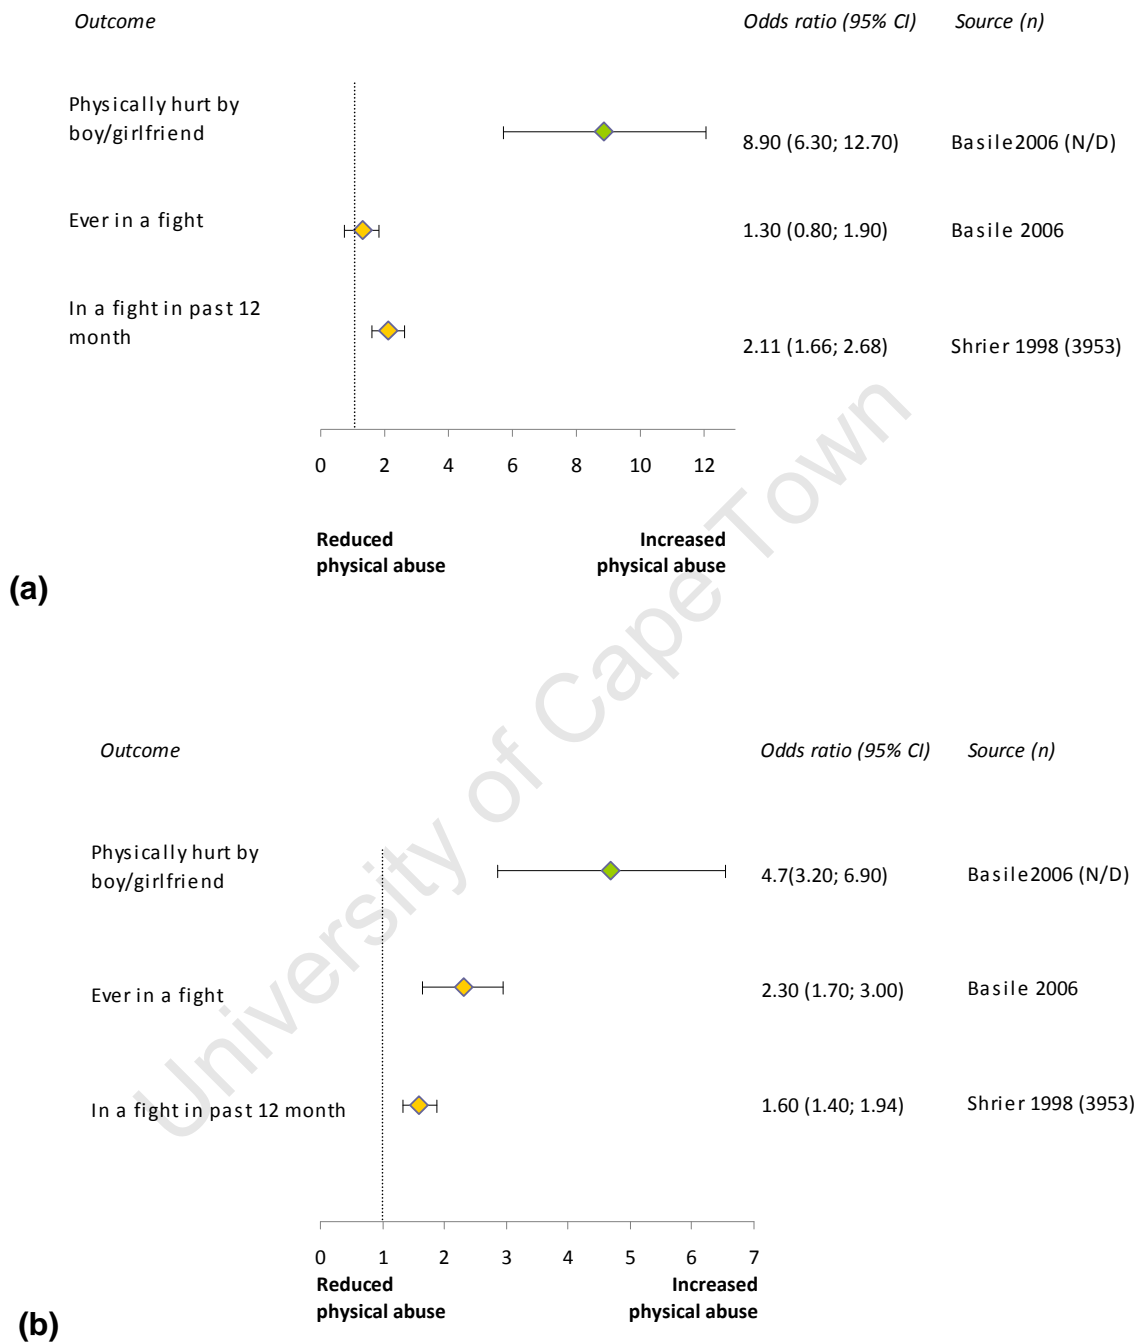 Outcome Odds ratio (95% CI) Source (n)
Physically hurt by
boy/girlfriend
8.90 (6.30; 12.70) Basile2006 (N/D)
Ever in a fight 1.30 (0.80; 1.90) Basile 2006
In a fight in past 12
month
2.11 (1.66; 2.68) Shrier 1998 (3953)
0 2 4 6 8 10 12
Reduced Increased
physical abuse physical abuse
(a)
Outcome Odds ratio (95% CI) Source (n)
Physically hurt by
boy/girlfriend
4.7(3.20; 6.90) Basile2006 (N/D)
Ever in a fight 2.30 (1.70; 3.00) Basile 2006
In a fight in past 12 month 1.60 (1.40; 1.94) Shrier 1998 (3953)
0 1 2 3 4 5 6 7
Reduced Increased
physical abuse physical abuse
(b)
University of Cape Town